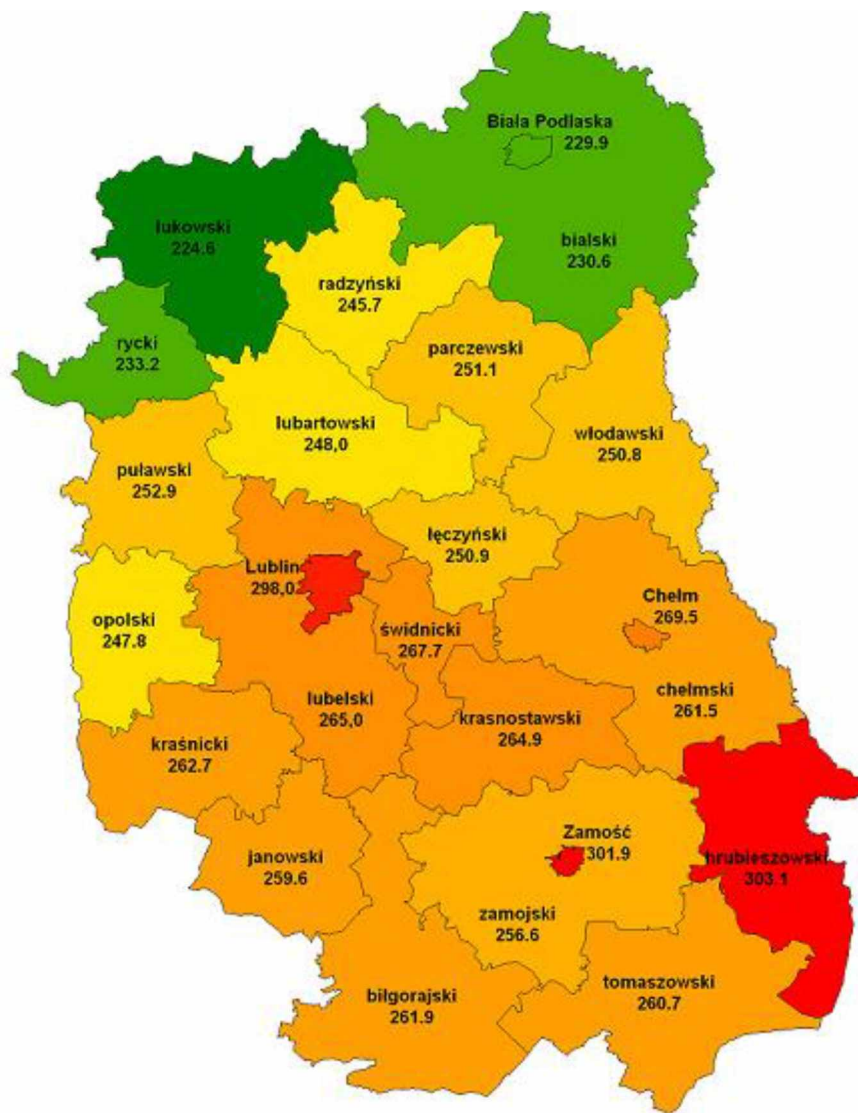 Biała Podlaska
229.9
lukowski
224.6
bialski
230.6
radzyński
245.7
rycki
233.2
parczewski
251.1
lubartowski
248,0
włodawski
250.8
puławski
252.9
łęczyński
250.9
Lublin
298,0
Chełm
269.5
opolski
247.8
świdnicki
267.7
lubelski
265,0
chełmski
261.5
krasnostawski
264.9
kraśnicki
262.7
Zamość
301.9
hrubieszowski
303.1
janowski
259.6
zamojski
256.6
biłgorajski
261.9
tomaszowski
260.7